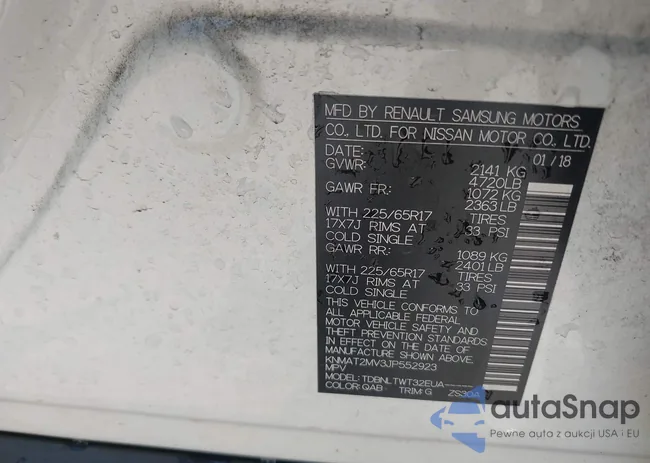 MFD BY RENAULT SAMSUNG MOTORS
CO., LTD. FOR NISSAN MOTOR CO., LTD.
DATE: 01/18
GVWR: 2141 KG
4720LB
GAWR FR: 1072 KG
2363 LB
WITH 225/65R17 TIRES
17X7J RIMS AT 33 PSI
COLD SINGLE
GAWR RR: 1089 KG
2401 LB
WITH 225/65R17 TIRES
17X7J RIMS AT 33 PSI
COLD SINGLE
THIS VEHICLE CONFORMS TO
ALL APPLICABLE FEDERAL
MOTOR VEHICLE SAFETY AND
THEFT PREVENTION STANDARDS
IN EFFECT ON THE DATE OF
MANUFACTURE SHOWN ABOVE.
KNMAT2MV3JP552923
MPV
MODEL: TDBNLTWT32EUA-----
COLOR: QAB TRIM: G ZS30A
autoSnap
Pewne auta z aukcji USA i EU